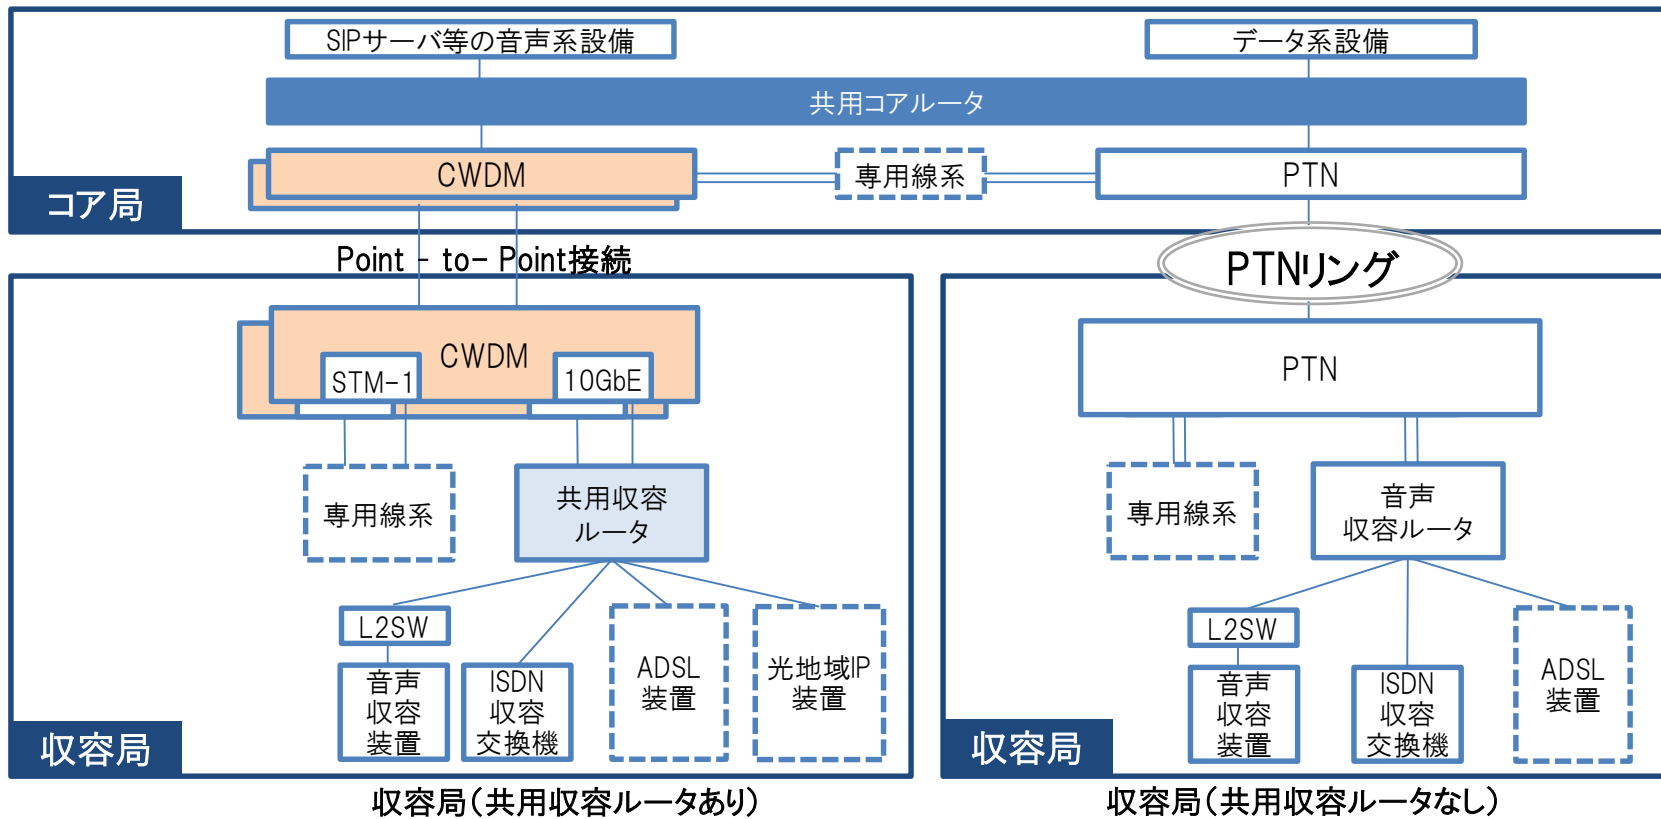 SIPサーバ等の音声系設備
データ系設備
共用コアルータ
CWDM
専用線系
PTN
コア局
Point - to- Point接続
PTNリング
CWDM
STM-1
10GbE
専用線系
共用収容
ルータ
L2SW
音声
収容
装置
ISDN
収容
交換機
ADSL
装置
光地域IP
装置
収容局
収容局(共用収容ルータあり)
PTN
専用線系
音声
収容ルータ
L2SW
音声
収容
装置
ISDN
収容
交換機
ADSL
装置
収容局
収容局(共用収容ルータなし)